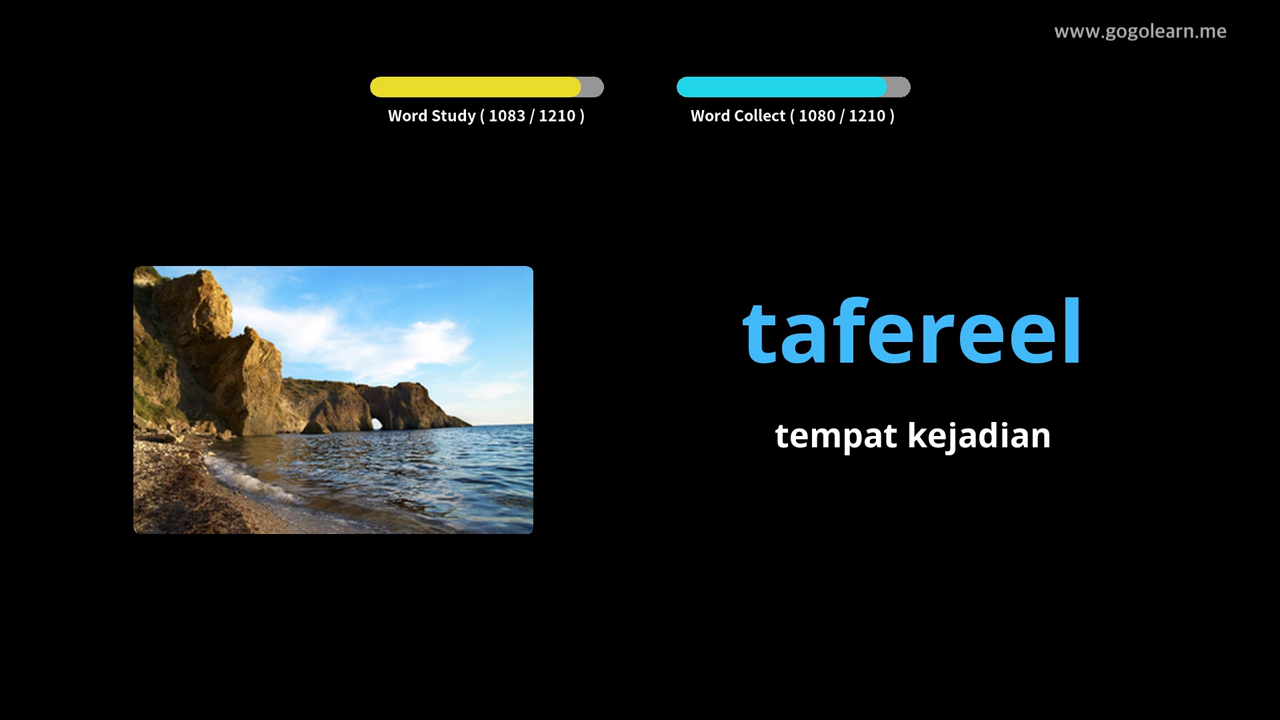 www.gogolearn.me
Word Study ( 1083 / 1210 )
Word Collect ( 1080 / 1210 )
tafereel
tempat kejadian